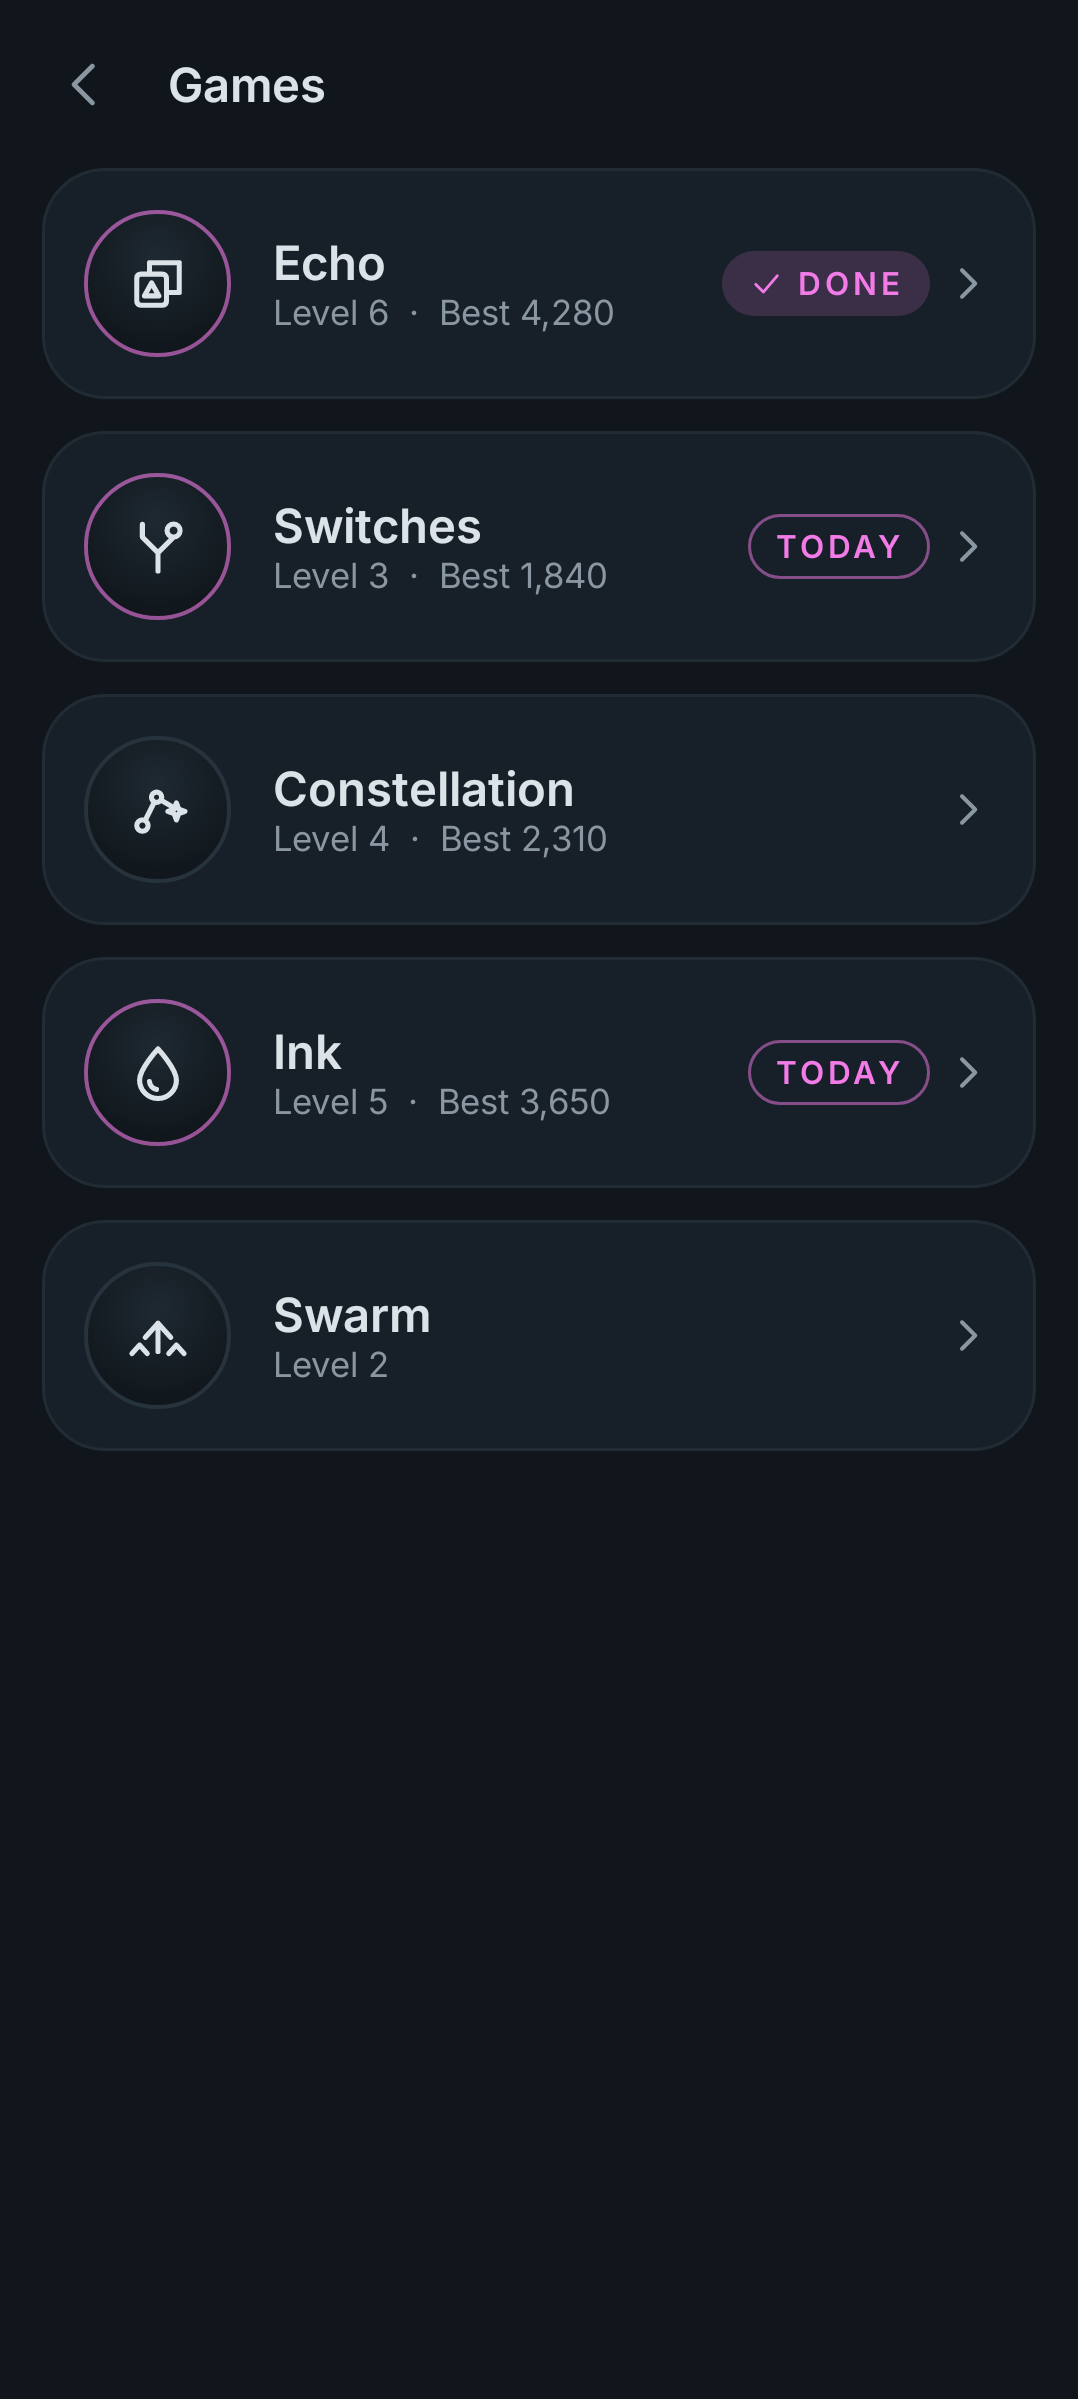 Games
Echo
Level 6 · Best 4,280
DONE
Switches
Level 3 · Best 1,840
TODAY
Constellation
Level 4 · Best 2,310
Ink
Level 5 · Best 3,650
TODAY
Swarm
Level 2